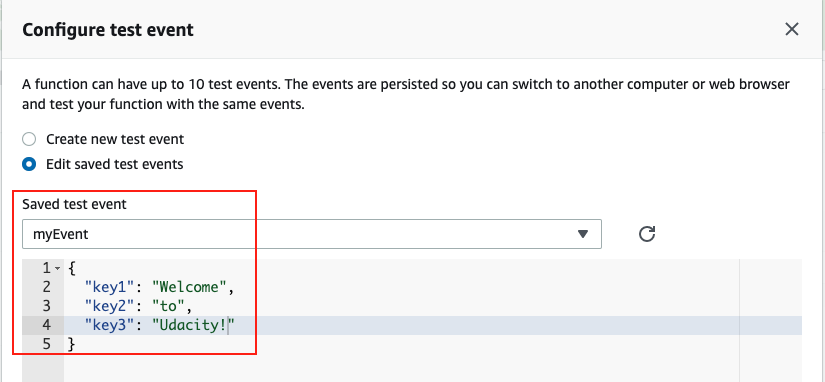 Configure test event
A function can have up to 10 test events. The events are persisted so you can switch to another computer or web browser
and test your function with the same events.
Create new test event
Edit saved test events
Saved test event
myEvent
1 {
2 "key1": "Welcome",
3 "key2": "to",
4 "key3": "Udacity!"
5 }